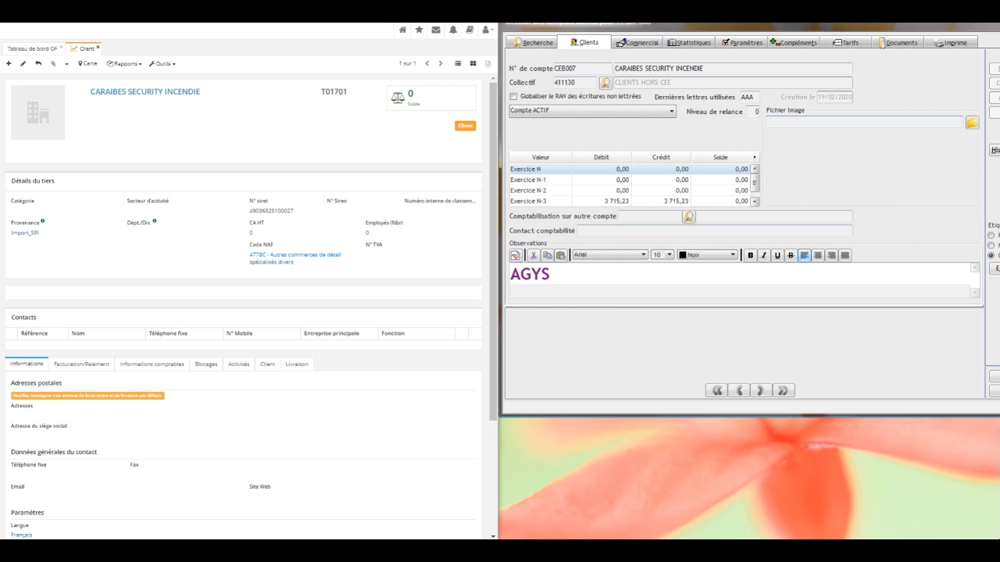 Tableau de bord OF
Client
Carte
Rapports
Outils
1 sur 1
CARAIBES SECURITY INCENDIE
T01701
0
Solde
Client
Détails du tiers
Catégorie
Secteur d'activité
N° siret
N° Siren
Numéro interne de classem...
49036525100027
Provenance
Dépt./Div.
CA HT
Employés (Nbr)
Import_SPI
0
0
Code NAF
N° TVA
4778C - Autres commerces de détail
spécialisés divers
Contacts
Référence
Nom
Téléphone fixe
N° Mobile
Entreprise principale
Fonction
Informations
Facturation/Paiement
Informations comptables
Blocages
Activités
Client
Livraison
Adresses postales
Veuillez renseigner une adresse de facturation et de livraison par défaut.
Adresses
Adresse du siège social
Données générales du contact
Téléphone fixe
Fax
Email
Site Web
Paramètres
Langue
Français
Recherche
Clients
Commercial
Statistiques
Paramètres
Compléments
Tarifs
Documents
Imprime
N° de compte CEB007 CARAIBES SECURITY INCENDIE
Collectif 411130 CLIENTS HORS CEE
Globaliser le RAN des écritures non lettrées
Dernières lettres utilisées AAA
Création le 19/02/2020
Compte ACTIF
Niveau de relance 0
Fichier Image
Valeur Débit Crédit Solde
Exercice N 0,00 0,00 0,00
Exercice N-1 0,00 0,00 0,00
Exercice N-2 0,00 0,00 0,00
Exercice N-3 3 715,23 3 715,23 0,00
Comptabilisation sur autre compte
Contact comptabilité
Observations
Arial 10 Noir B I U S
AGYS
His
Etiq